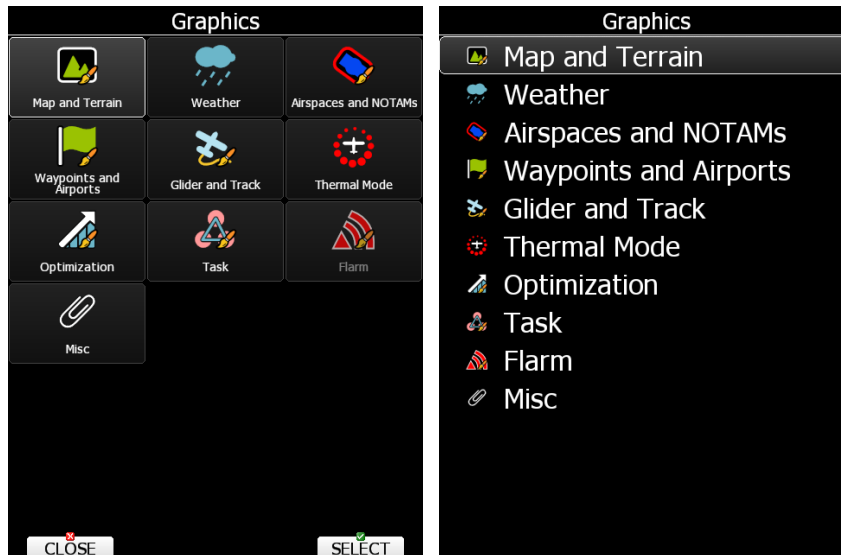 Graphics
Map and Terrain
Weather
Airspaces and NOTAMs
Waypoints and
Airports
Glider and Track
Thermal Mode
Optimization
Task
Flarm
Misc
CLOSE
SELECT
Graphics
Map and Terrain
Weather
Airspaces and NOTAMs
Waypoints and Airports
Glider and Track
Thermal Mode
Optimization
Task
Flarm
Misc